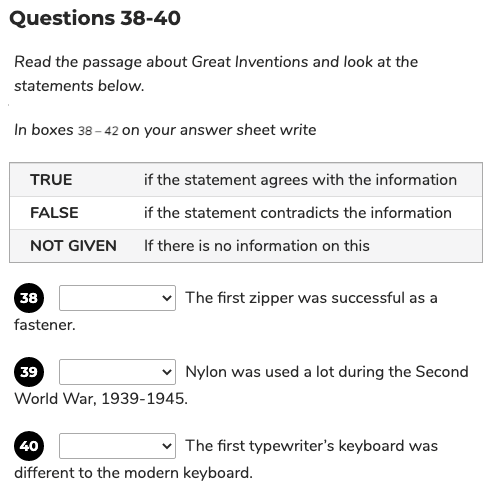 Questions 38-40
Read the passage about Great Inventions and look at the
statements below.
In boxes 38 – 42 on your answer sheet write
TRUE if the statement agrees with the information
FALSE if the statement contradicts the information
NOT GIVEN If there is no information on this
38 The first zipper was successful as a
fastener.
39 Nylon was used a lot during the Second
World War, 1939-1945.
40 The first typewriter’s keyboard was
different to the modern keyboard.